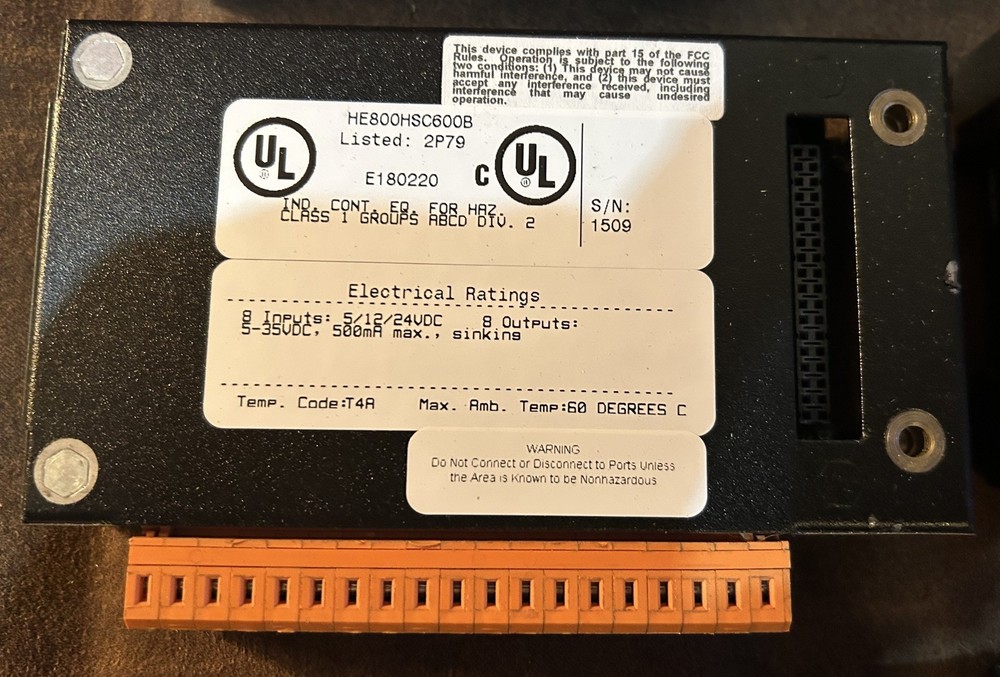 This device complies with part 15 of the FCC
Rules. Operation is subject to the following
two conditions: (1) This device may not cause
harmful interference, and (2) this device must
accept any interference received, including
interference that may cause undesired
operation.
HE800HSC600B
Listed: 2P79
UL
E180220
C UL
IND. CONT. EQ. FOR HAZ.
CLASS 1 GROUPS ABCD DIV. 2
S/N:
1509
Electrical Ratings
8 Inputs: 5/12/24VDC 8 Outputs:
5-35VDC, 500mA max., sinking
Temp. Code:T4A Max. Amb. Temp:60 DEGREES C
WARNING
Do Not Connect or Disconnect to Ports Unless
the Area is Known to be Nonhazardous